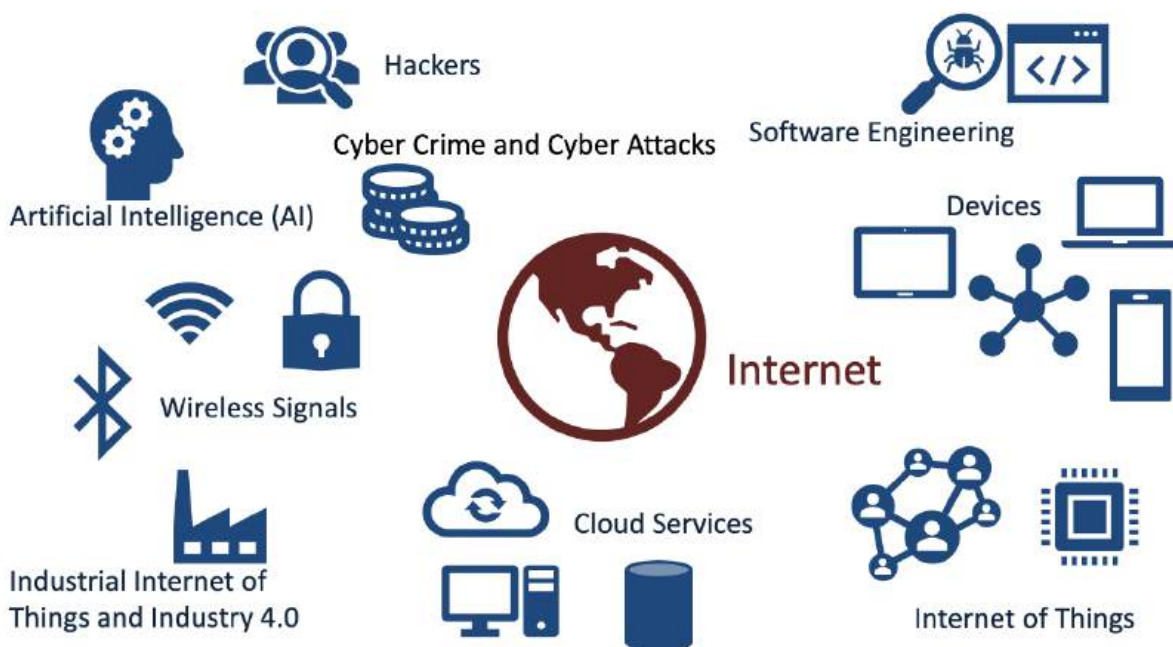 Hackers
Software Engineering
Cyber Crime and Cyber Attacks
Artificial Intelligence (AI)
Devices
Internet
Wireless Signals
Cloud Services
Industrial Internet of
Things and Industry 4.0
Internet of Things